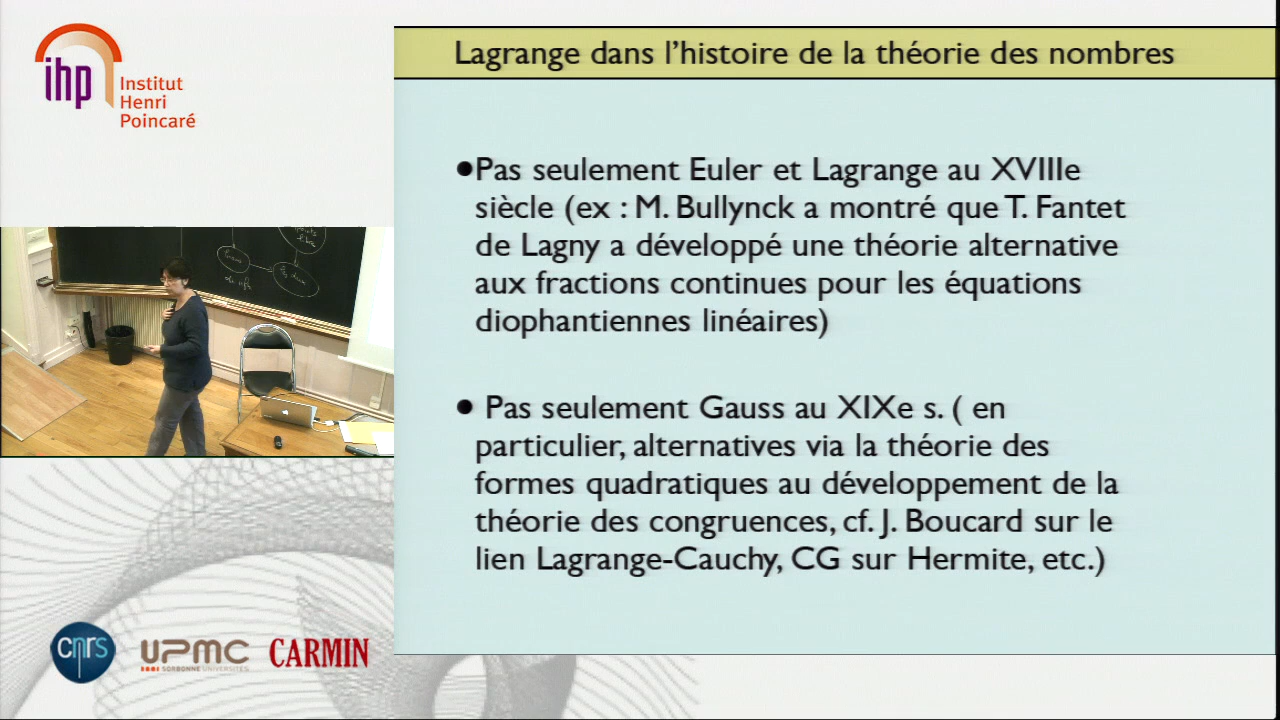 ihp
Institut
Henri
Poincaré
Lagrange dans l'histoire de la théorie des nombres
•Pas seulement Euler et Lagrange au XVIIIe
siècle (ex : M. Bullynck a montré que T. Fantet
de Lagny a développé une théorie alternative
aux fractions continues pour les équations
diophantiennes linéaires)
• Pas seulement Gauss au XIXe s. ( en
particulier, alternatives via la théorie des
formes quadratiques au développement de la
théorie des congruences, cf. J. Boucard sur le
lien Lagrange-Cauchy, CG sur Hermite, etc.)
Gauss
cnrs
UPMC
SORBONNE UNIVERSITÉS
CARMIN